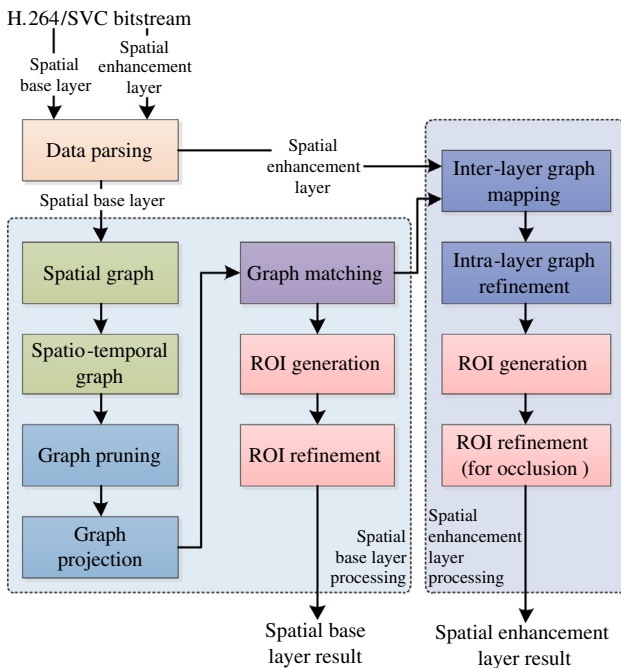 H.264/SVC bitstream
Spatial
base layer
Spatial
enhancement
layer
Data parsing
Spatial
enhancement
layer
Spatial base layer
Inter-layer graph
mapping
Spatial graph
Graph matching
Intra-layer graph
refinement
Spatio-temporal
graph
ROI generation
ROI generation
Graph pruning
ROI refinement
ROI refinement
(for occlusion )
Graph
projection
Spatial
base layer
processing
Spatial
enhancement
layer
processing
Spatial base
layer result
Spatial enhancement
layer result